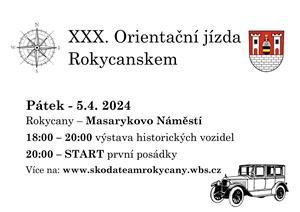 XXX. Orientační jízda
Rokycanskem
Pátek - 5.4. 2024
Rokycany – Masarykovo Náměstí
18:00 – 20:00 výstava historických vozidel
20:00 – START první posádky
Více na: www.skodateamrokycany.wbs.cz